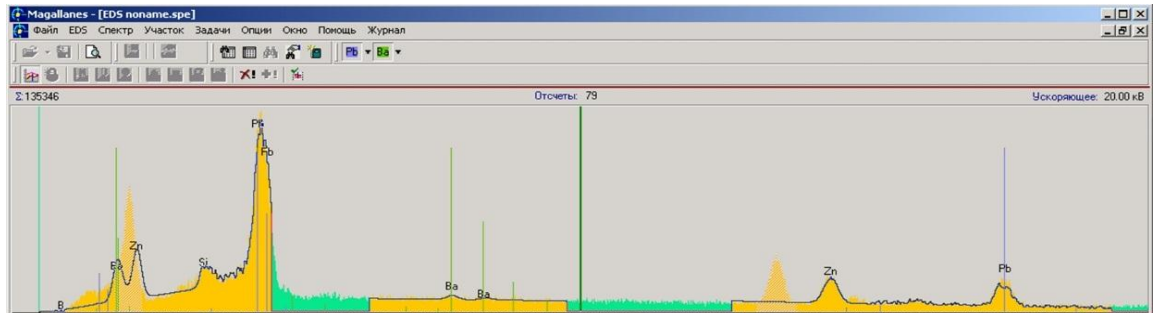 Magallanes - [EDS noname.spe]
Файл EDS Спектр Участок Задачи Опции Окно Помощь Журнал
Pb Ba
Σ:135346 Отсчеты: 79 Ускоряющее: 20.00 кВ
Pb
Pb
Zn
Ba
Si
B
Ba
Ba
Zn
Pb